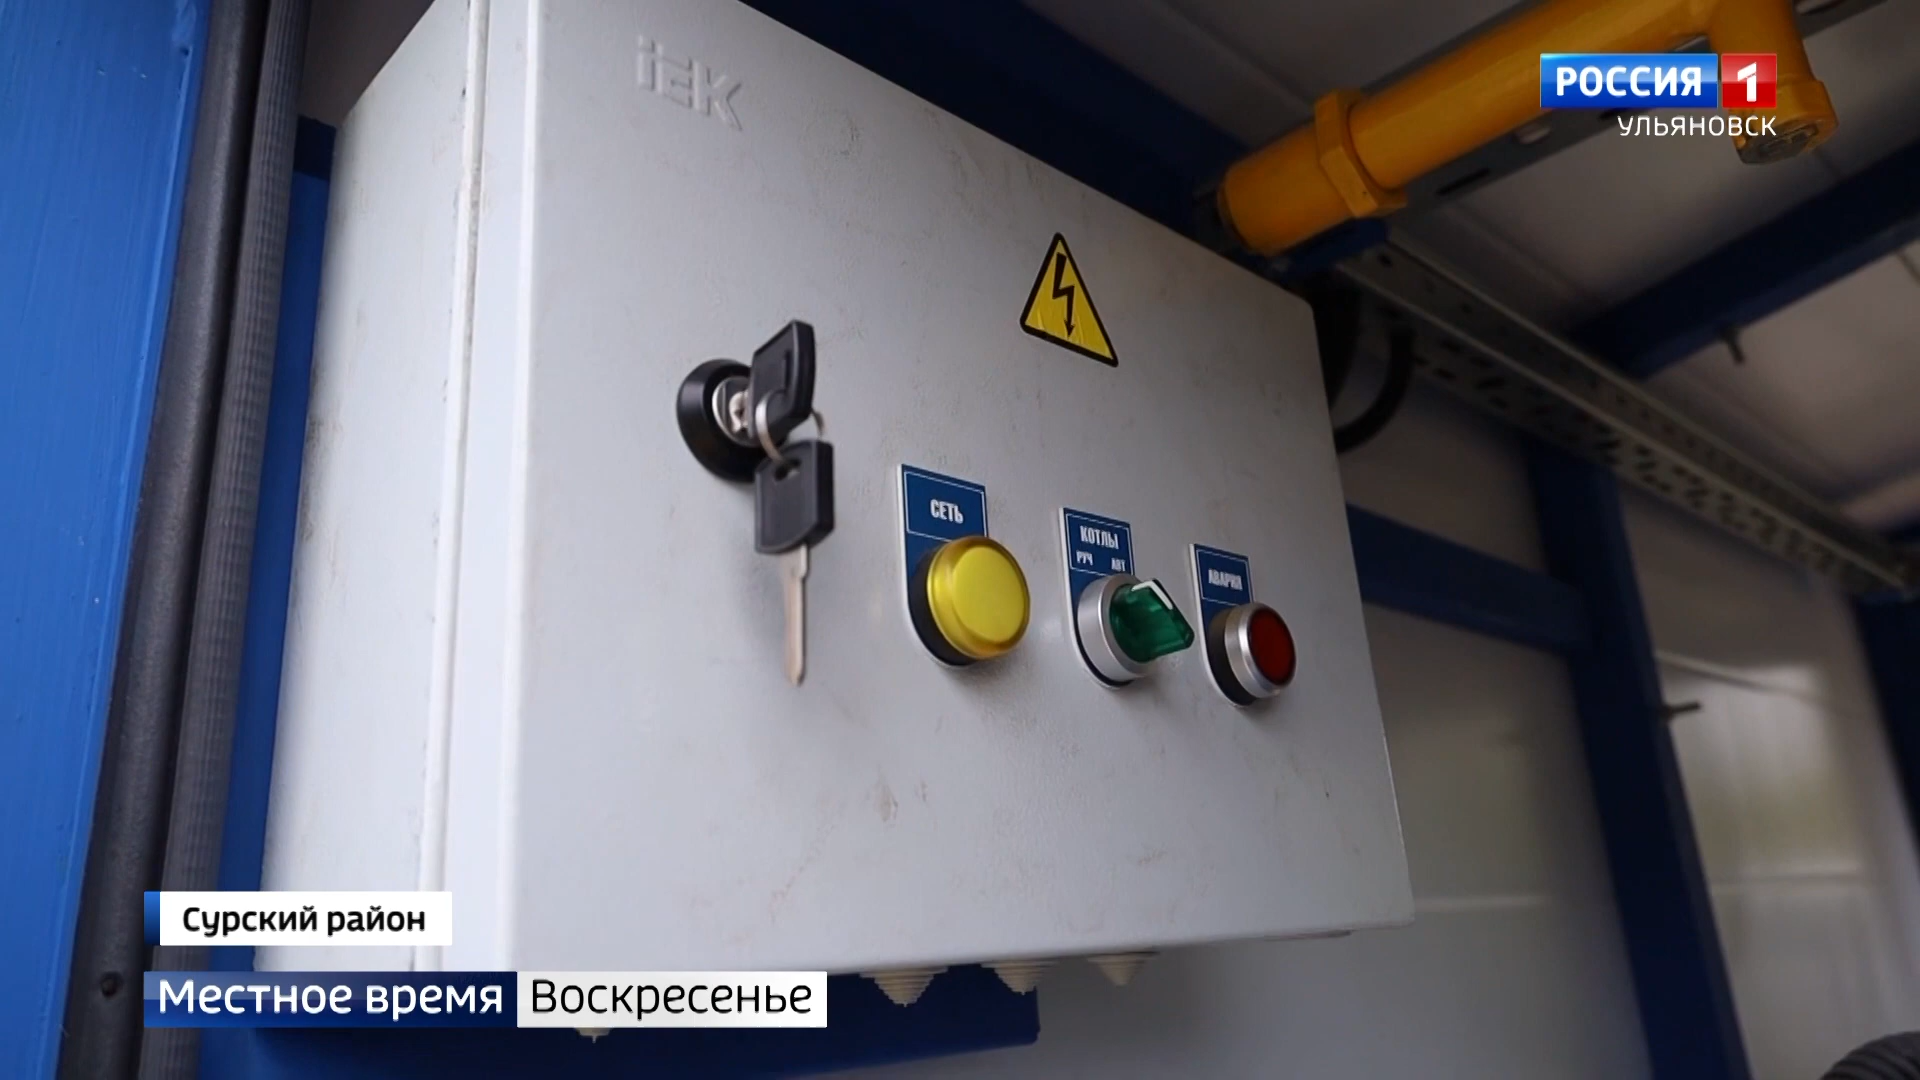 IEK
РОССИЯ 1
УЛЬЯНОВСК
СЕТЬ
КОТЛЫ
РУЧ АВТ
АВАРИЯ
Сурский район
Местное время Воскресенье